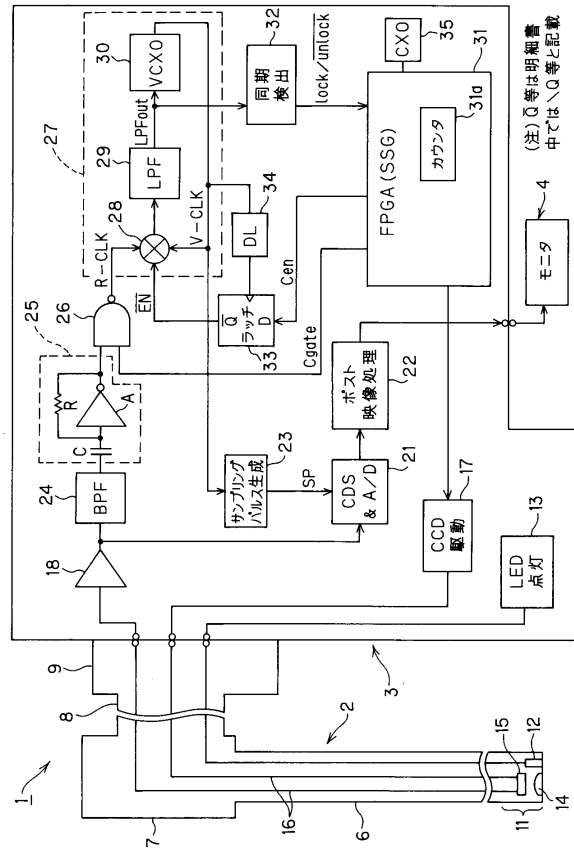 1
7
8
9
2
6
16
15
12
14
11
3
18
24
BPF
25
C
R
A
26
R-CLK
27
28
29
LPF
LPFout
30
VCXO
V-CLK
E̅N̅
34
DL
Q̅
ラッチ
D
33
Cen
Cgate
32
同期
検出
lock/u̅n̅l̅o̅c̅k̅
CXO
35
31
FPGA(SSG)
31a
カウンタ
23
サンプリング
パルス生成
SP
CDS
& A/D
21
ポスト
映像処理
22
CCD
駆動
17
LED
点灯
13
モニタ
4
(注) Q̅等は明細書
中では\Q等と記載